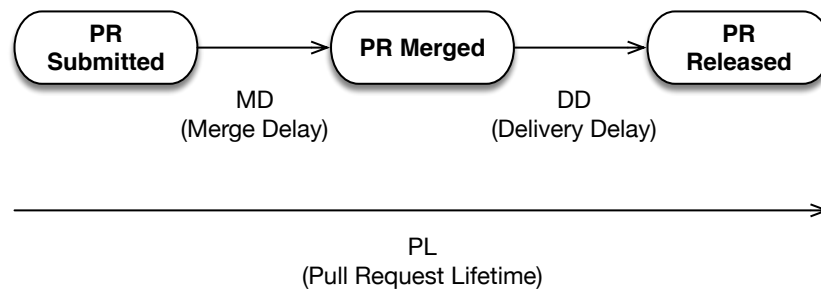 PR
Submitted
PR Merged
PR
Released
MD
(Merge Delay)
DD
(Delivery Delay)
PL
(Pull Request Lifetime)